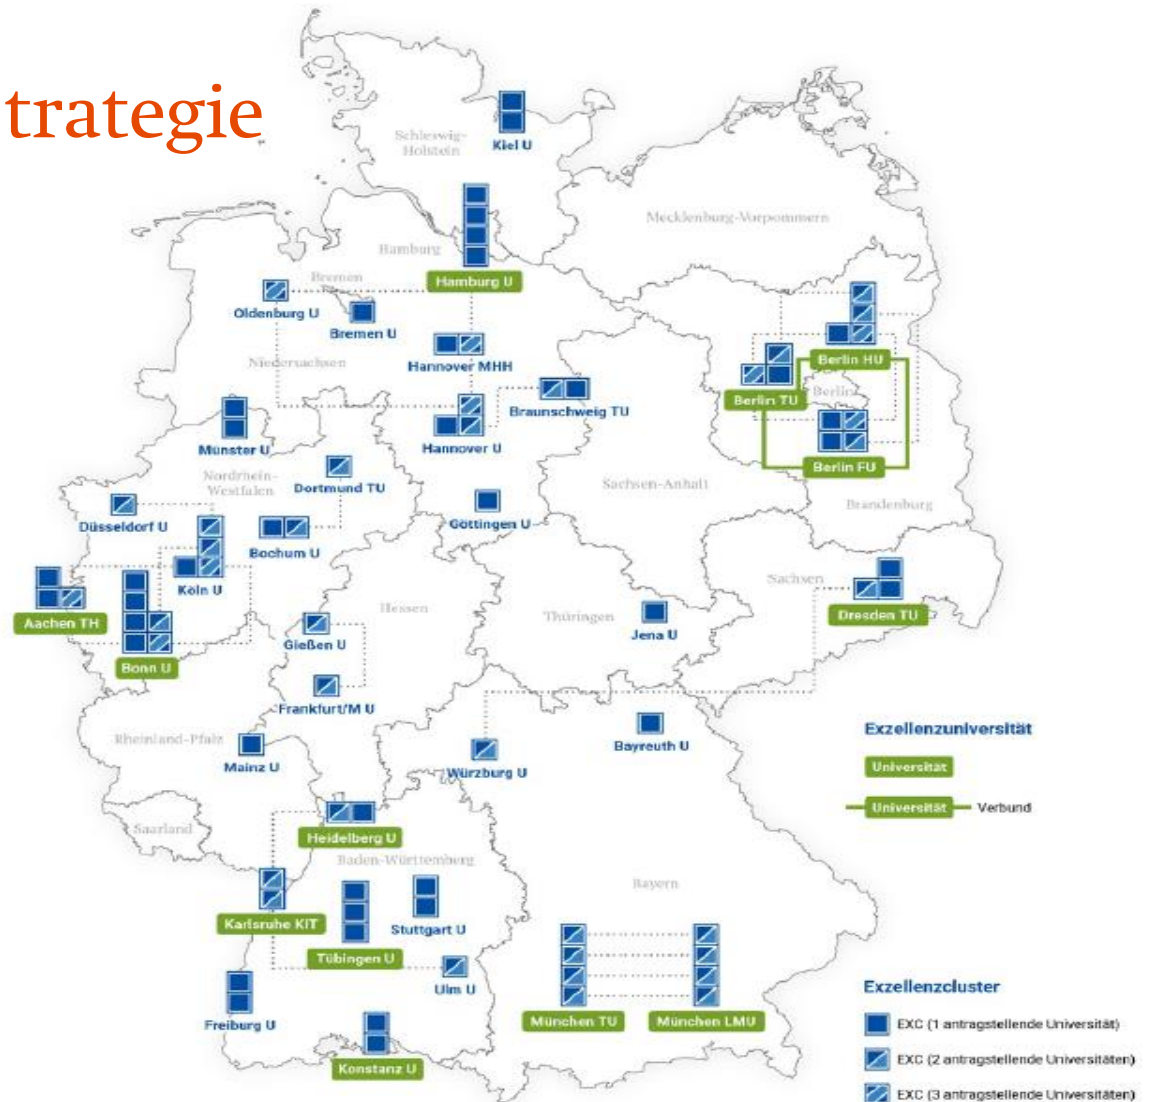 trategie
Kiel U
Schleswig-
Holstein
Mecklenburg-Vorpommern
Hamburg
Hamburg U
Bremen
Oldenburg U
Bremen U
Berlin HU
Niedersachsen
Hannover MHH
Berlin
Berlin TU
Braunschweig TU
Münster U
Hannover U
Berlin FU
Nordrhein-
Westfalen
Dortmund TU
Sachsen-Anhalt
Brandenburg
Düsseldorf U
Göttingen U
Bochum U
Köln U
Sachsen
Hessen
Thüringen
Dresden TU
Aachen TH
Jena U
Gießen U
Bonn U
Frankfurt/M U
Exzellenzuniversität
Rheinland-Pfalz
Bayreuth U
Mainz U
Würzburg U
Universität
Universität Verbund
Saarland
Heidelberg U
Baden-Württemberg
Bayern
Karlsruhe KIT
Stuttgart U
Tübingen U
Ulm U
Exzellenzcluster
Freiburg U
München TU
München LMU
EXC (1 antragstellende Universität)
Konstanz U
EXC (2 antragstellende Universitäten)
EXC (3 antragstellende Universitäten)